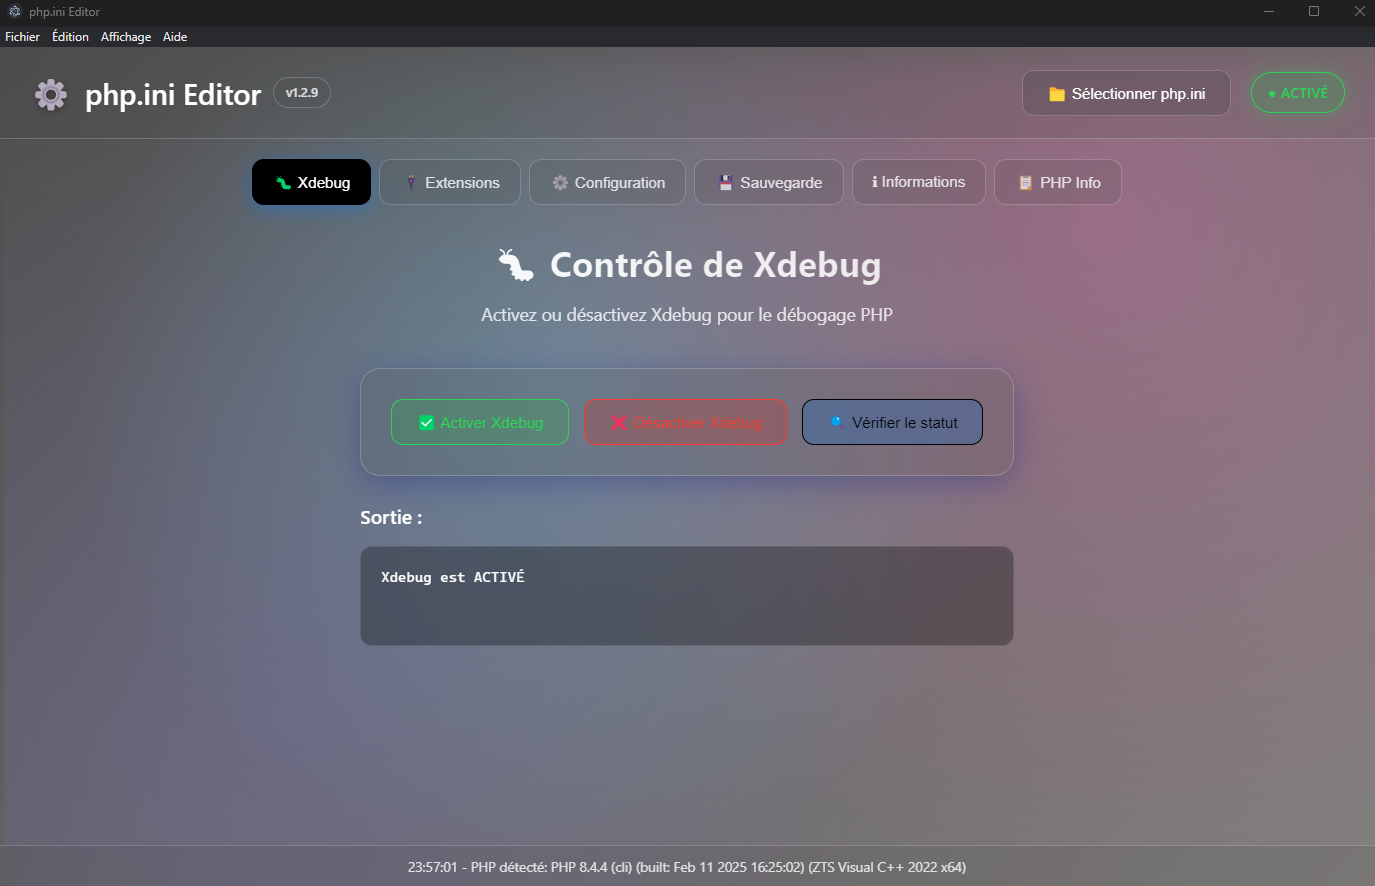 php.ini Editor
Fichier Édition Affichage Aide
php.ini Editor v1.2.9
Sélectionner php.ini
ACTIVÉ
Xdebug
Extensions
Configuration
Sauvegarde
Informations
PHP Info
Contrôle de Xdebug
Activez ou désactivez Xdebug pour le débogage PHP
Activer Xdebug
Désactiver Xdebug
Vérifier le statut
Sortie :
Xdebug est ACTIVÉ
23:57:01 - PHP détecté: PHP 8.4.4 (cli) (built: Feb 11 2025 16:25:02) (ZTS Visual C++ 2022 x64)